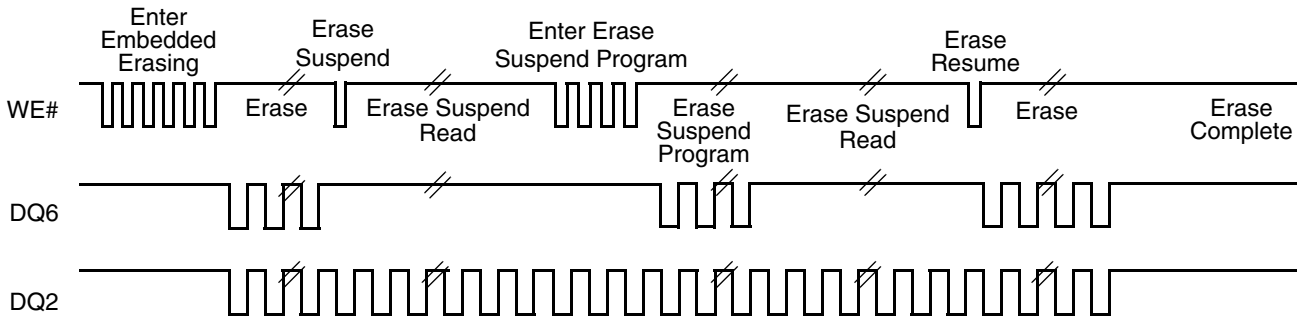 Enter
Embedded
Erasing
Erase
Suspend
Enter Erase
Suspend Program
Erase
Resume
WE#
Erase
Erase Suspend
Read
Erase
Suspend
Program
Erase Suspend
Read
Erase
Erase
Complete
DQ6
DQ2